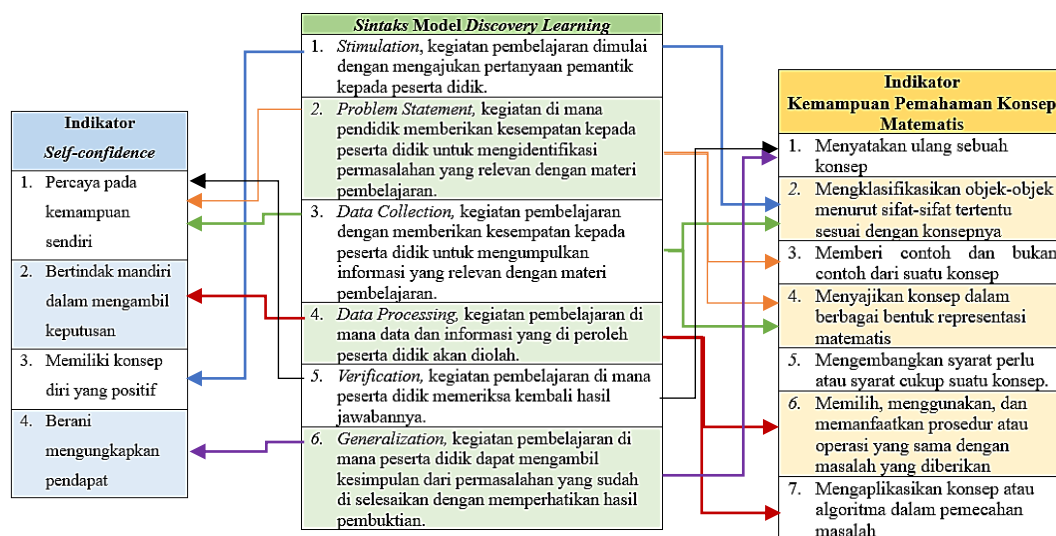 Indikator
Self-confidence
1. Percaya pada
kemampuan
sendiri
2. Bertindak mandiri
dalam mengambil
keputusan
3. Memiliki konsep
diri yang positif
4. Berani
mengungkapkan
pendapat
Sintaks Model Discovery Learning
1. Stimulation, kegiatan pembelajaran dimulai
dengan mengajukan pertanyaan pemantik
kepada peserta didik.
2. Problem Statement, kegiatan di mana
pendidik memberikan kesempatan kepada
peserta didik untuk mengidentifikasi
permasalahan yang relevan dengan materi
pembelajaran.
3. Data Collection, kegiatan pembelajaran
dengan memberikan kesempatan kepada
peserta didik untuk mengumpulkan
informasi yang relevan dengan materi
pembelajaran.
4. Data Processing, kegiatan pembelajaran di
mana data dan informasi yang di peroleh
peserta didik akan diolah.
5. Verification, kegiatan pembelajaran di mana
peserta didik memeriksa kembali hasil
jawabannya.
6. Generalization, kegiatan pembelajaran di
mana peserta didik dapat mengambil
kesimpulan dari permasalahan yang sudah
di selesaikan dengan memperhatikan hasil
pembuktian.
Indikator
Kemampuan Pemahaman Konsep
Matematis
1. Menyatakan ulang sebuah
konsep
2. Mengklasifikasikan objek-objek
menurut sifat-sifat tertentu
sesuai dengan konsepnya
3. Memberi contoh dan bukan
contoh dari suatu konsep
4. Menyajikan konsep dalam
berbagai bentuk representasi
matematis
5. Mengembangkan syarat perlu
atau syarat cukup suatu konsep.
6. Memilih, menggunakan, dan
memanfaatkan prosedur atau
operasi yang sama dengan
masalah yang diberikan
7. Mengaplikasikan konsep atau
algoritma dalam pemecahan
masalah